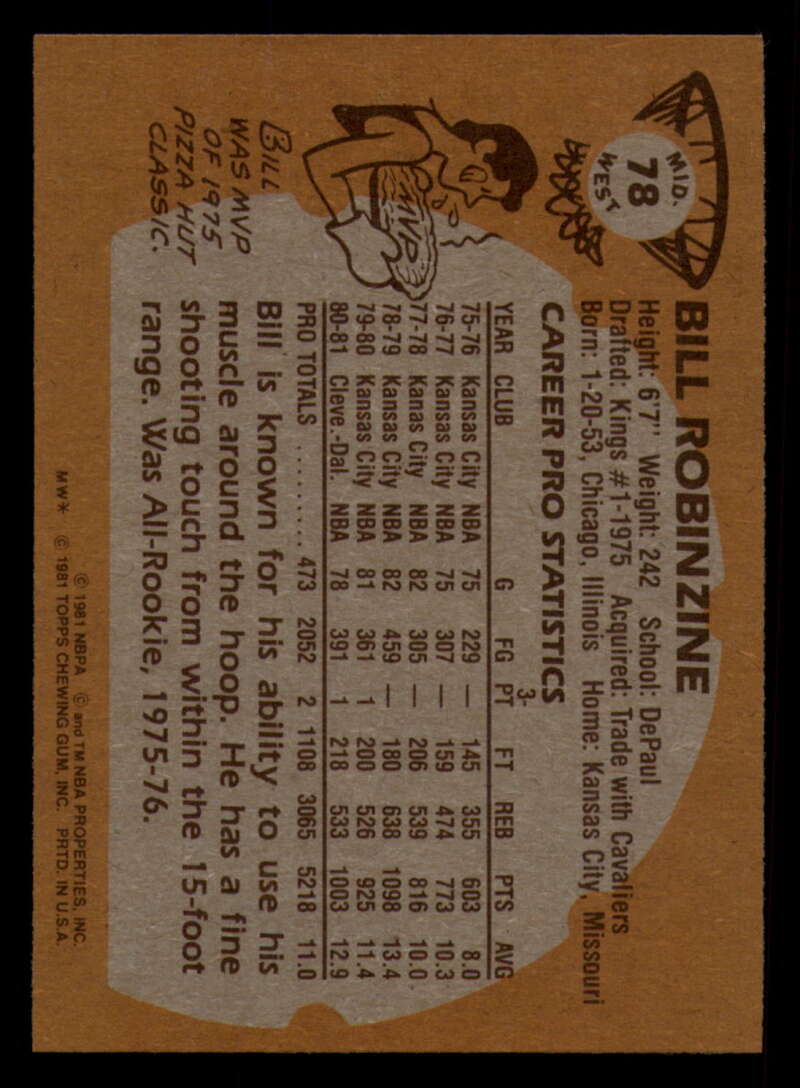 MID.
78
WEST
BILL ROBINZINE
Height: 6'7" Weight: 242 School: DePaul
Drafted: Kings #1-1975 Acquired: Trade with Cavaliers
Born: 1-20-53, Chicago, Illinois Home: Kansas City, Missouri
CAREER PRO STATISTICS
3-
YEAR CLUB G FG PT FT REB PTS AVG
75-76 Kansas City NBA 75 229 — 145 355 603 8.0
76-77 Kansas City NBA 75 307 — 159 474 773 10.3
77-78 Kanas City NBA 82 305 — 206 539 816 10.0
78-79 Kansas City NBA 82 459 — 180 638 1098 13.4
79-80 Kansas City NBA 81 361 1 200 526 925 11.4
80-81 Cleve.-Dal. NBA 78 391 1 218 533 1003 12.9
PRO TOTALS .......... 473 2052 2 1108 3065 5218 11.0
MVP
BILL
WAS MVP
OF 1975
PIZZA HUT
CLASSIC.
Bill is known for his ability to use his
muscle around the hoop. He has a fine
shooting touch from within the 15-foot
range. Was All-Rookie, 1975-76.
© 1981 NBPA © and TM NBA PROPERTIES, INC.
MW* © 1981 TOPPS CHEWING GUM, INC. PRTD. IN U.S.A.